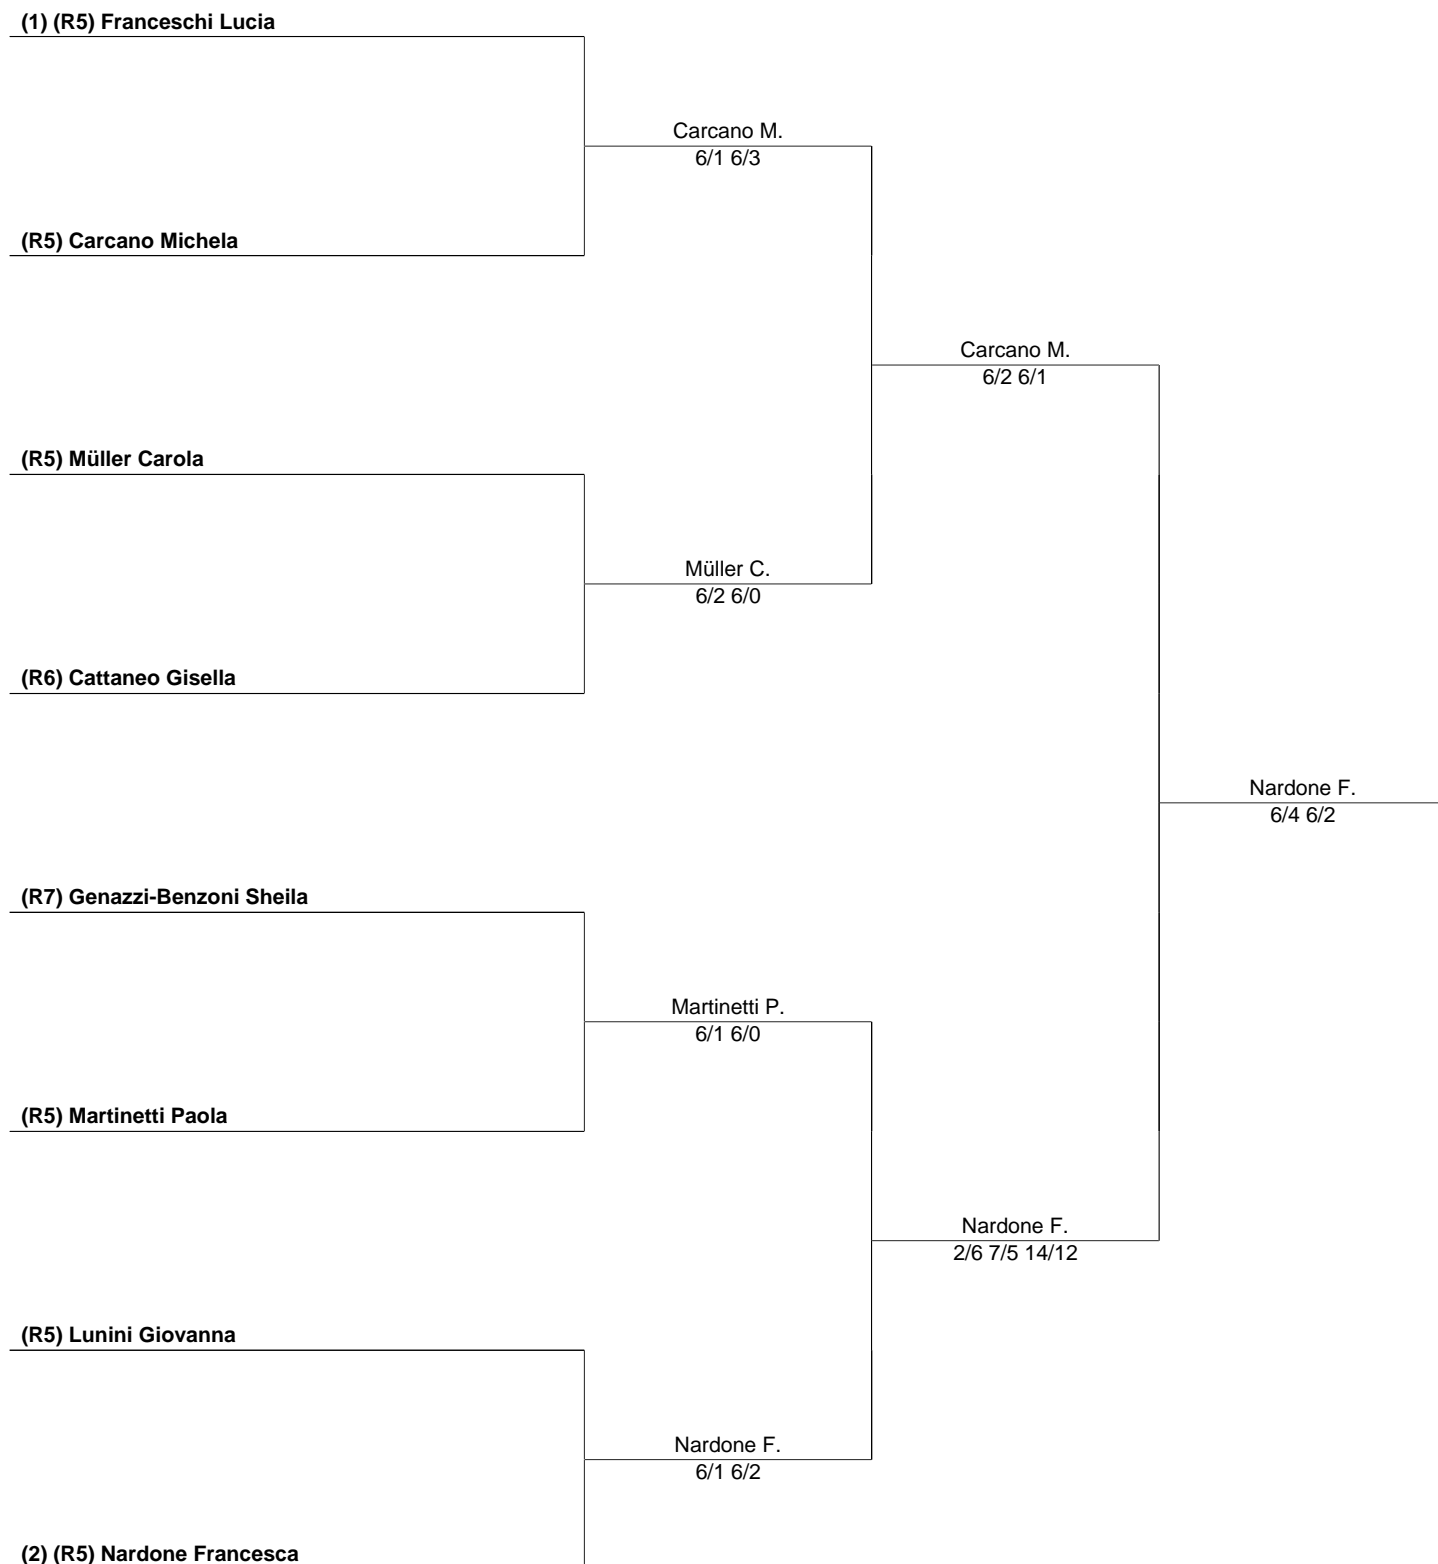 (1) (R5) Franceschi Lucia
Carcano M.
6/1 6/3
(R5) Carcano Michela
Carcano M.
6/2 6/1
(R5) Müller Carola
Müller C.
6/2 6/0
(R6) Cattaneo Gisella
Nardone F.
6/4 6/2
(R7) Genazzi-Benzoni Sheila
Martinetti P.
6/1 6/0
(R5) Martinetti Paola
Nardone F.
2/6 7/5 14/12
(R5) Lunini Giovanna
Nardone F.
6/1 6/2
(2) (R5) Nardone Francesca